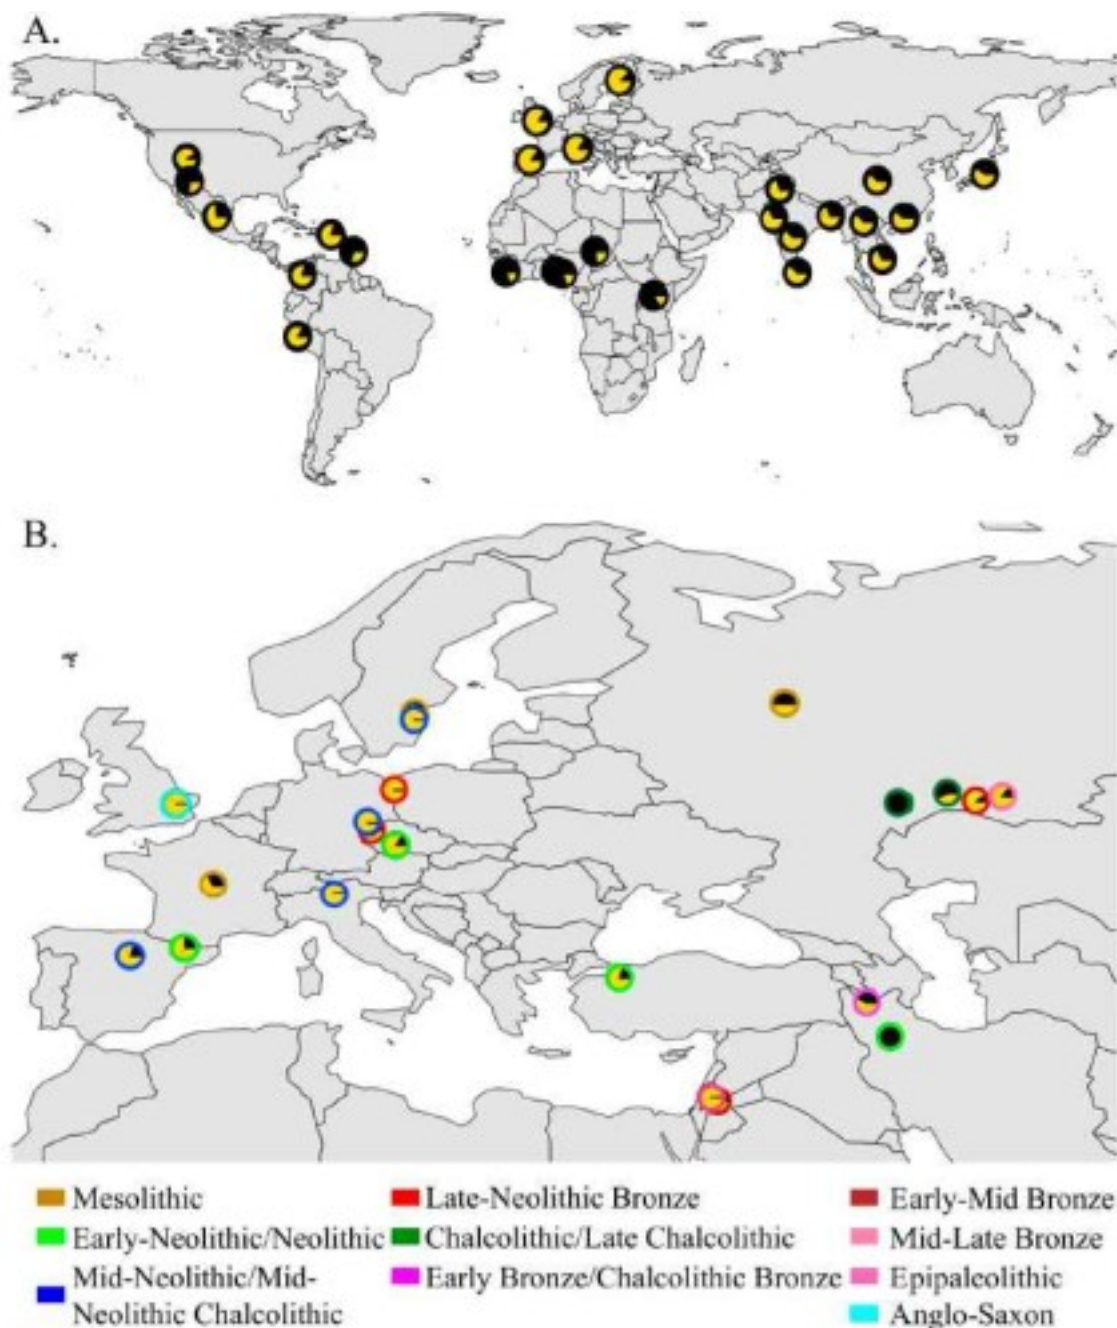 A.
B.
Mesolithic
Late-Neolithic Bronze
Early-Mid Bronze
Early-Neolithic/Neolithic
Chalcolithic/Late Chalcolithic
Mid-Late Bronze
Mid-Neolithic/Mid-
Neolithic Chalcolithic
Early Bronze/Chalcolithic Bronze
Epipaleolithic
Anglo-Saxon